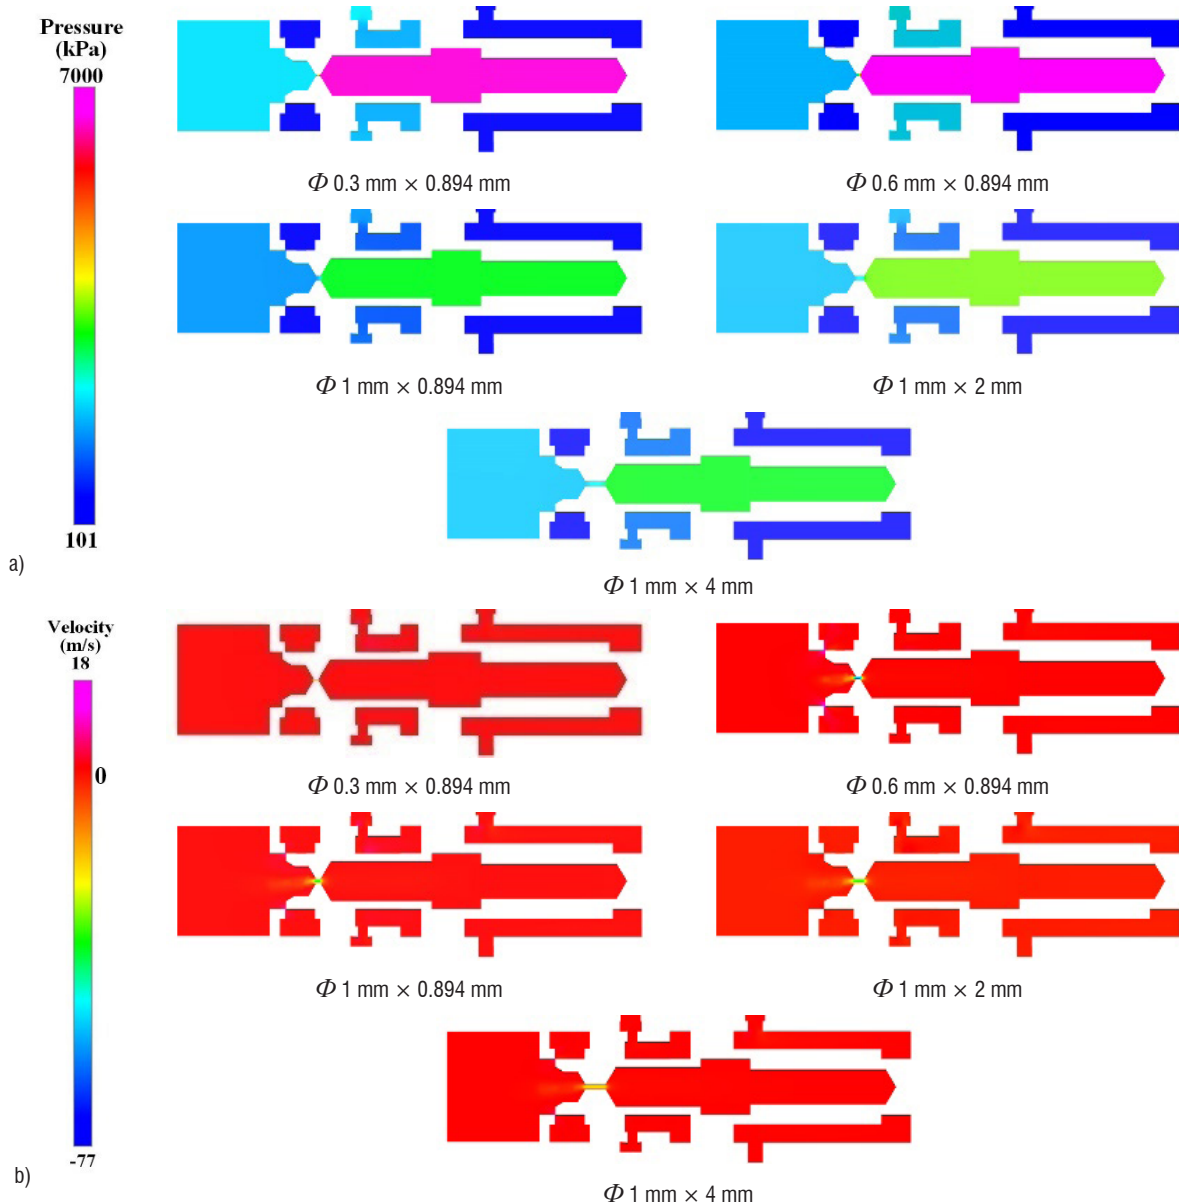 Pressure
(kPa)
7000
101
Φ 0.3 mm × 0.894 mm
Φ 0.6 mm × 0.894 mm
Φ 1 mm × 0.894 mm
Φ 1 mm × 2 mm
Φ 1 mm × 4 mm
a)
Velocity
(m/s)
18
0
-77
Φ 0.3 mm × 0.894 mm
Φ 0.6 mm × 0.894 mm
Φ 1 mm × 0.894 mm
Φ 1 mm × 2 mm
Φ 1 mm × 4 mm
b)